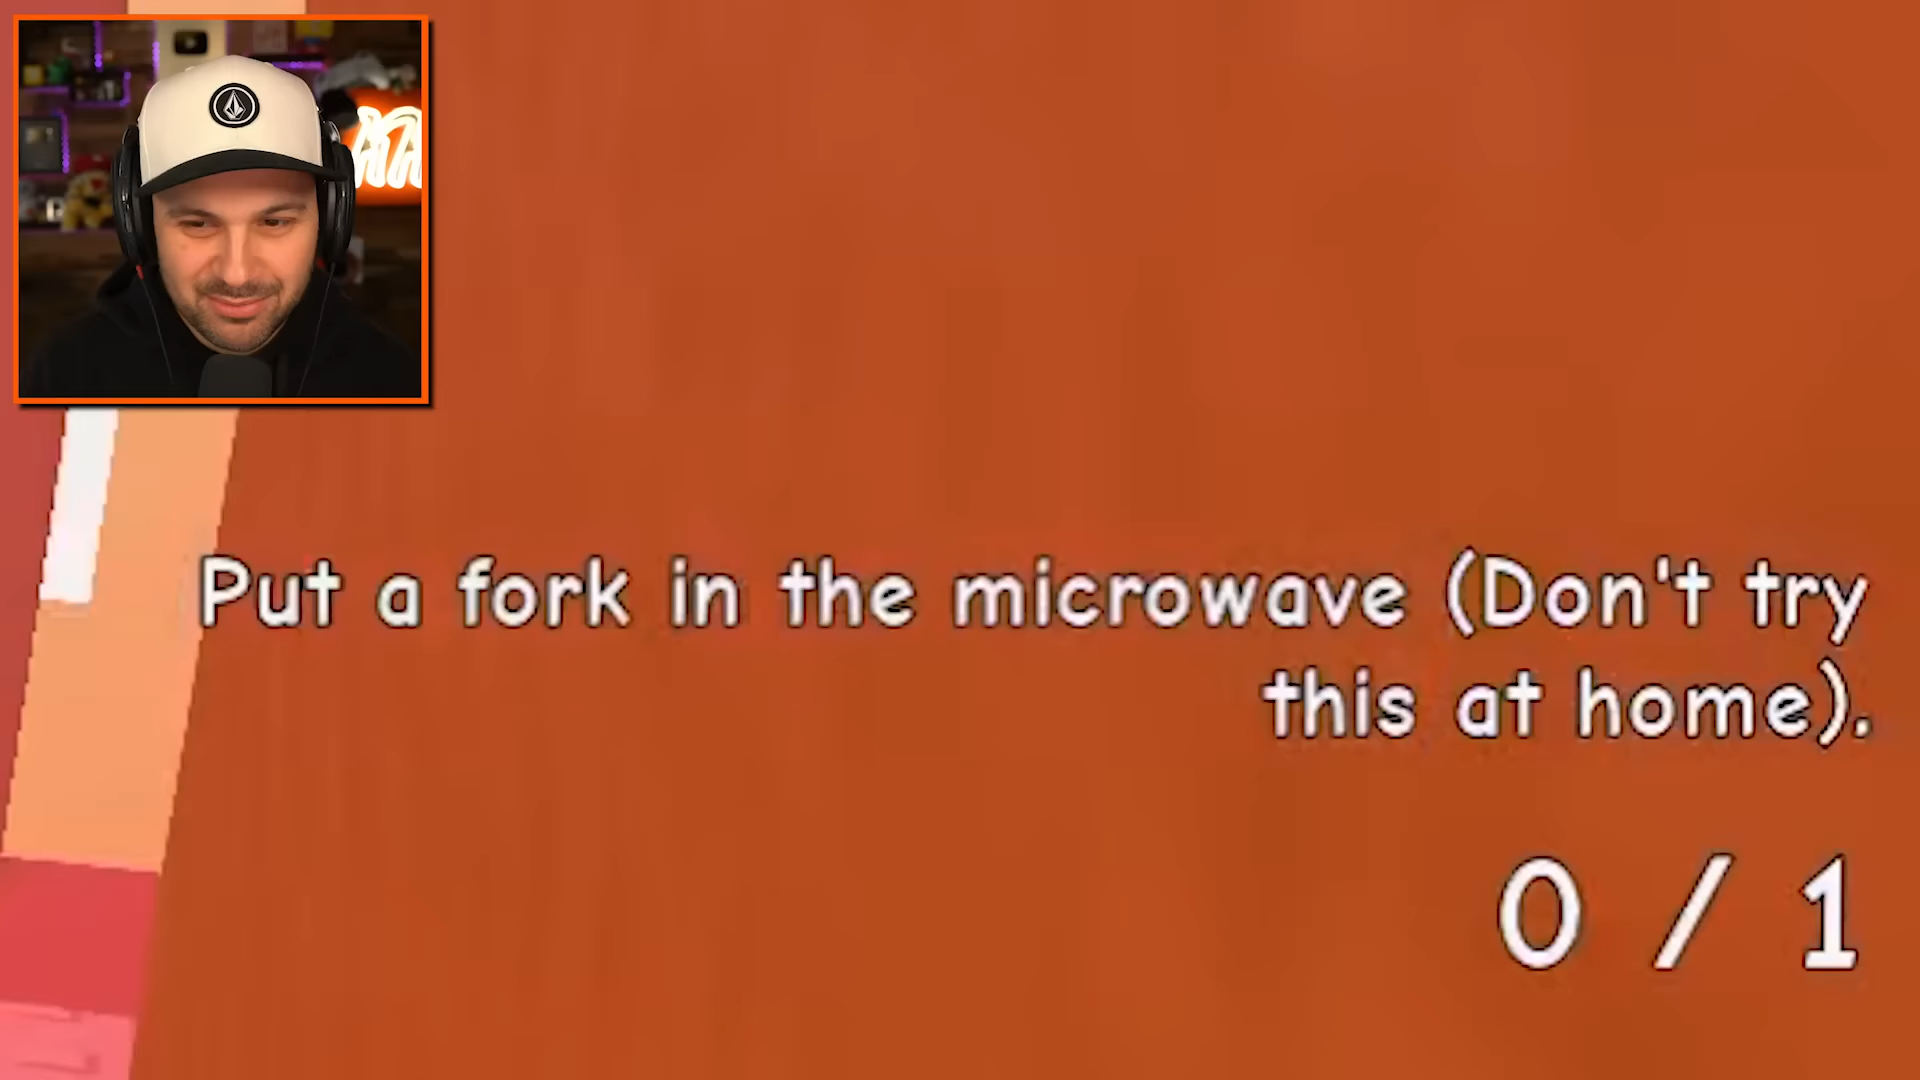 Put a fork in the microwave (Don't try
this at home).
0 / 1